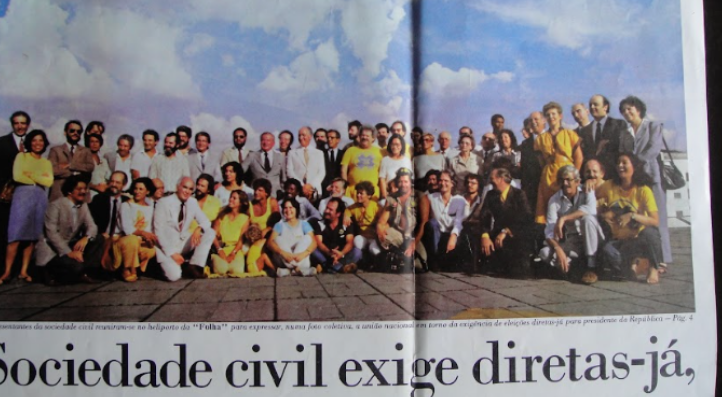 sentantes da sociedade civil reuniram-se no heliporto da "Folha" para expressar, numa foto coletiva, a união nacional em torno da exigência de eleições diretas-já para presidente da República — Pág. 4
Sociedade civil exige diretas-já,